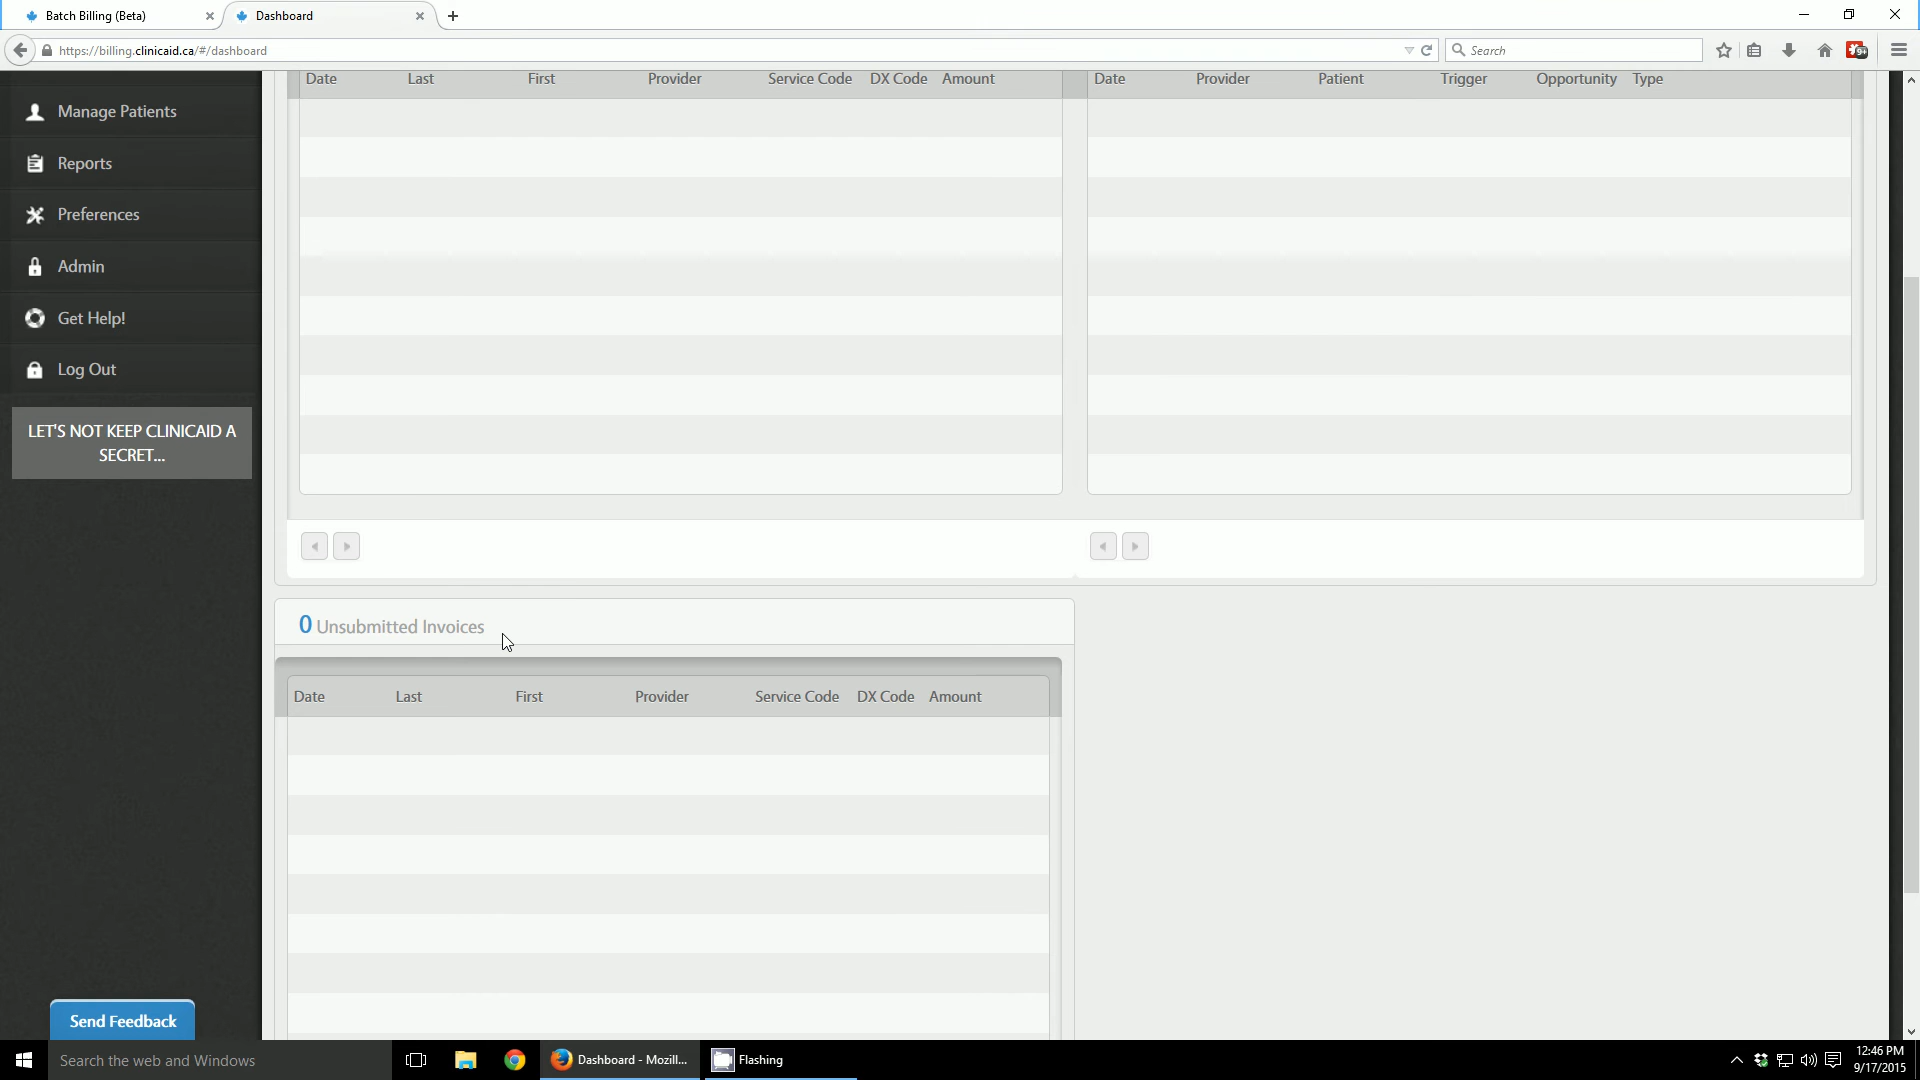 Batch Billing (Beta)
Dashboard
https://billing.clinicaid.ca/#/dashboard
Search
9+
Date Last First Provider Service Code DX Code Amount
Date Provider Patient Trigger Opportunity Type
Manage Patients
Reports
Preferences
Admin
Get Help!
Log Out
LET'S NOT KEEP CLINICAID A
SECRET...
0 Unsubmitted Invoices
Date Last First Provider Service Code DX Code Amount
Send Feedback
Search the web and Windows
Dashboard - Mozill...
Flashing
12:46 PM
9/17/2015